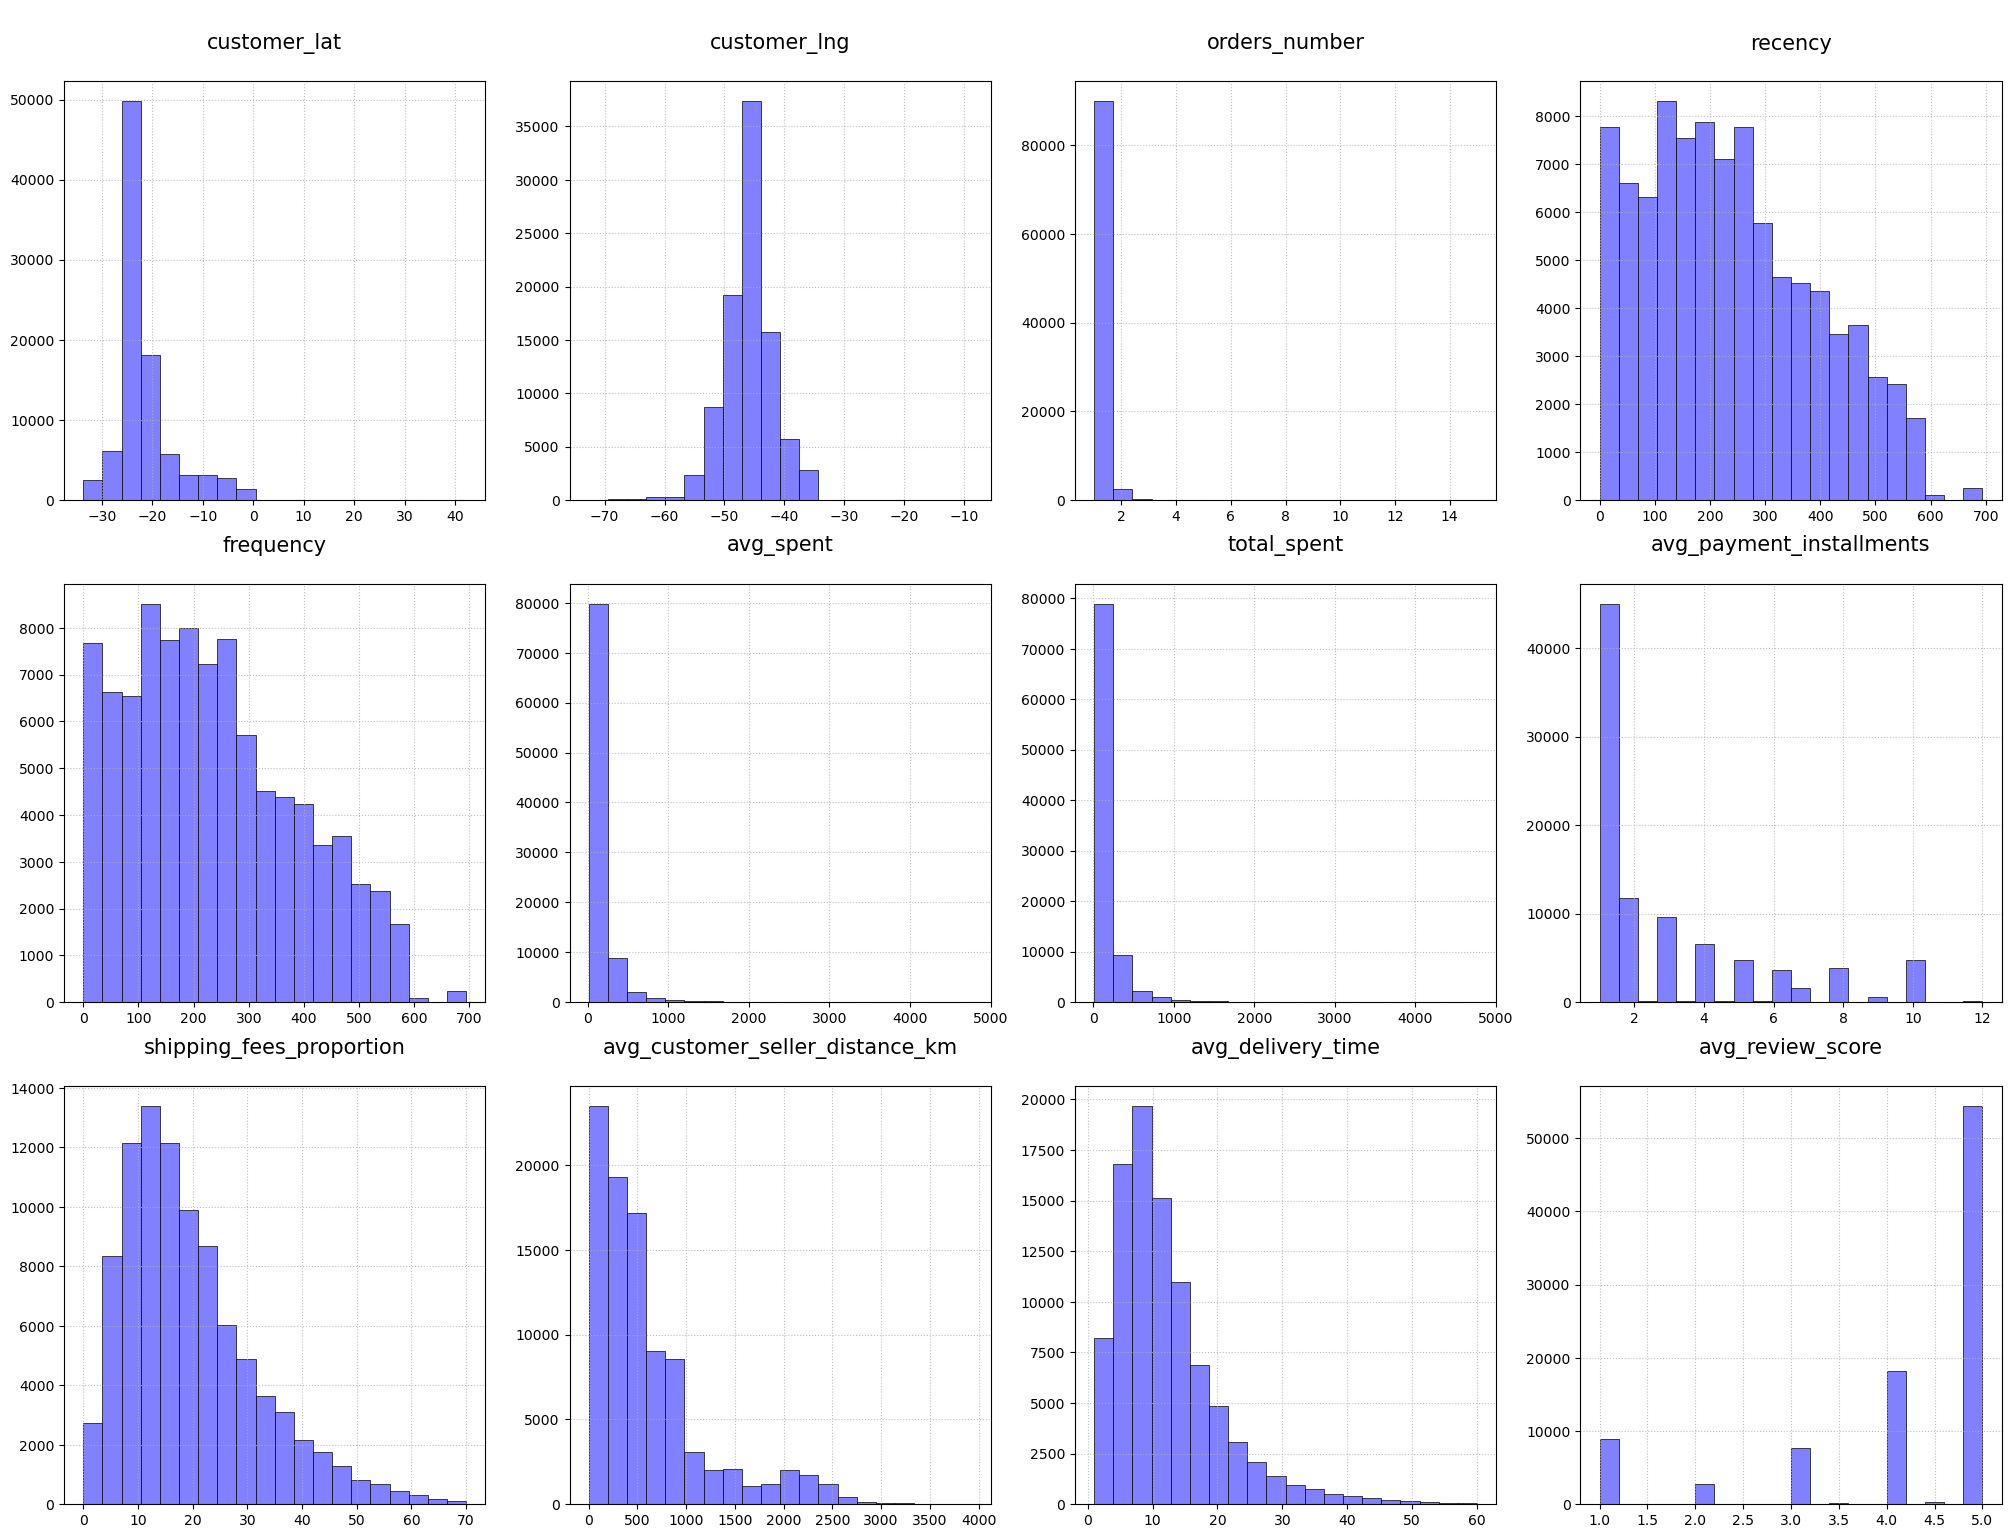 customer_lat customer_lng orders_number recency
50000 40000 30000 20000 10000 0
−30 −20 −10 0 10 20 30 40
35000 30000 25000 20000 15000 10000 5000 0
−70 −60 −50 −40 −30 −20 −10
80000 60000 40000 20000 0
2 4 6 8 10 12 14
8000 7000 6000 5000 4000 3000 2000 1000 0
0 100 200 300 400 500 600 700
frequency avg_spent total_spent avg_payment_installments
8000 7000 6000 5000 4000 3000 2000 1000 0
0 100 200 300 400 500 600 700
80000 70000 60000 50000 40000 30000 20000 10000 0
0 1000 2000 3000 4000 5000
80000 70000 60000 50000 40000 30000 20000 10000 0
0 1000 2000 3000 4000 5000
40000 30000 20000 10000 0
2 4 6 8 10 12
shipping_fees_proportion avg_customer_seller_distance_km avg_delivery_time avg_review_score
14000 12000 10000 8000 6000 4000 2000 0
0 10 20 30 40 50 60 70
20000 15000 10000 5000 0
0 500 1000 1500 2000 2500 3000 3500 4000
20000 17500 15000 12500 10000 7500 5000 2500 0
0 10 20 30 40 50 60
50000 40000 30000 20000 10000 0
1.0 1.5 2.0 2.5 3.0 3.5 4.0 4.5 5.0